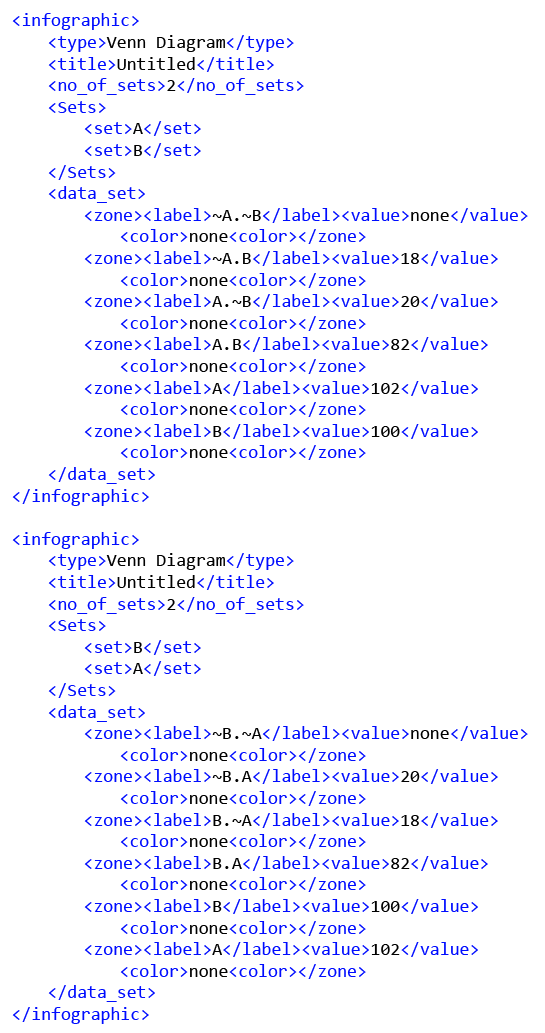 <infographic>
<type>Venn Diagram</type>
<title>Untitled</title>
<no_of_sets>2</no_of_sets>
<Sets>
<set>A</set>
<set>B</set>
</Sets>
<data_set>
<zone><label>~A.~B</label><value>none</value>
<color>none<color></zone>
<zone><label>~A.B</label><value>18</value>
<color>none<color></zone>
<zone><label>A.~B</label><value>20</value>
<color>none<color></zone>
<zone><label>A.B</label><value>82</value>
<color>none<color></zone>
<zone><label>A</label><value>102</value>
<color>none<color></zone>
<zone><label>B</label><value>100</value>
<color>none<color></zone>
</data_set>
</infographic>
<infographic>
<type>Venn Diagram</type>
<title>Untitled</title>
<no_of_sets>2</no_of_sets>
<Sets>
<set>B</set>
<set>A</set>
</Sets>
<data_set>
<zone><label>~B.~A</label><value>none</value>
<color>none<color></zone>
<zone><label>~B.A</label><value>20</value>
<color>none<color></zone>
<zone><label>B.~A</label><value>18</value>
<color>none<color></zone>
<zone><label>B.A</label><value>82</value>
<color>none<color></zone>
<zone><label>B</label><value>100</value>
<color>none<color></zone>
<zone><label>A</label><value>102</value>
<color>none<color></zone>
</data_set>
</infographic>